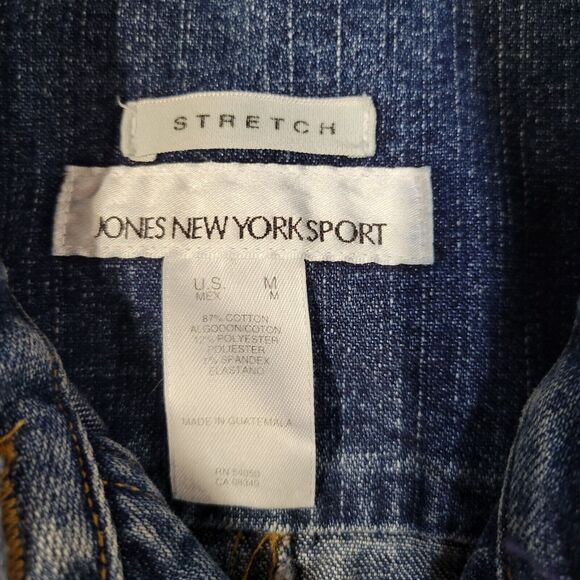 STRETCH
JONES NEW YORK SPORT
U.S. M
MEX M
87% COTTON
ALGODON/COTON
12% POLYESTER
POLIESTER
1% SPANDEX
ELASTANO
MADE IN GUATEMALA
RN 54050
CA 08349